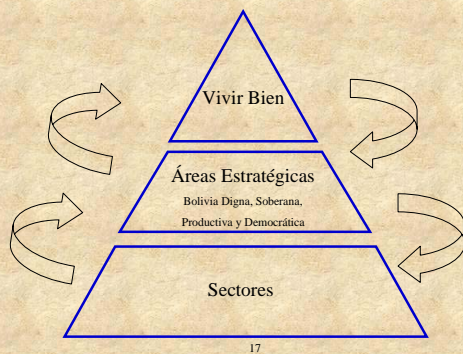 Vivir Bien
Áreas Estratégicas
Bolivia Digna, Soberana,
Productiva y Democrática
Sectores
17